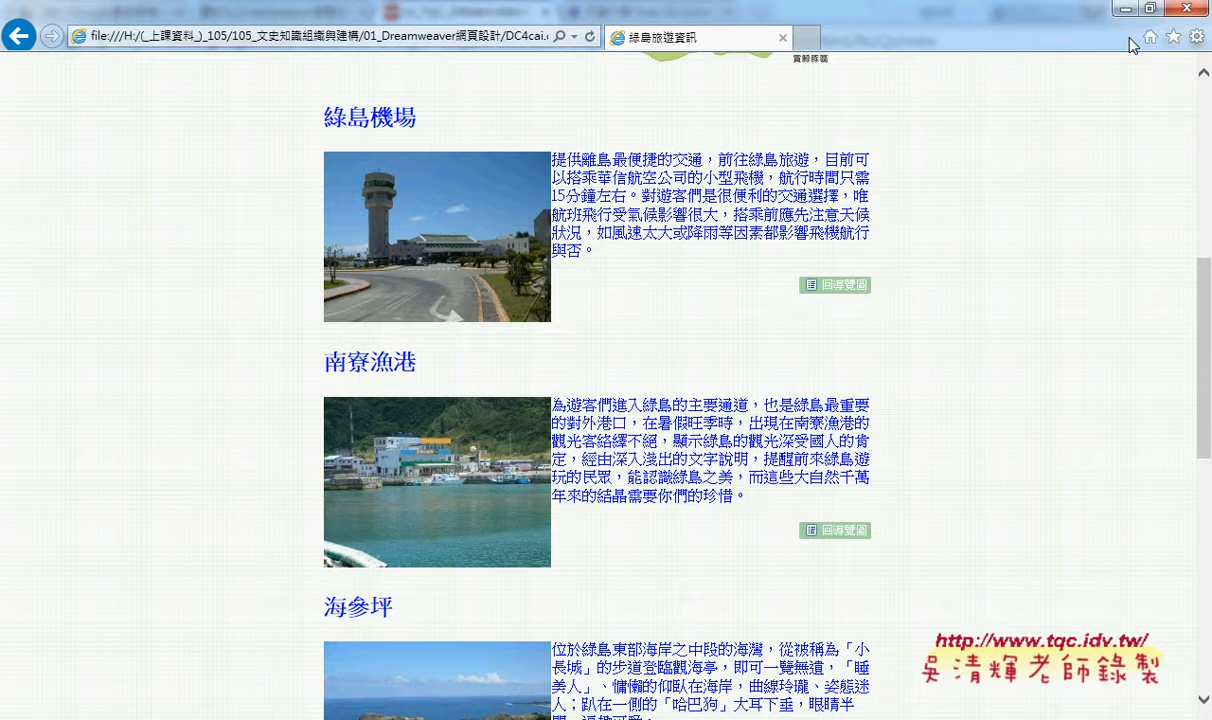 file:///H:/(_上課資料_)_105/105_文史知識組織與建構/01_Dreamweaver網頁設計/DC4cai.
綠島旅遊資訊
賞鯨豚區
綠島機場
提供離島最便捷的交通，前往綠島旅遊，目前可
以搭乘華信航空公司的小型飛機，航行時間只需
15分鐘左右。對遊客們是很便利的交通選擇，唯
航班飛行受氣候影響很大，搭乘前應先注意天候
狀況，如風速太大或降雨等因素都影響飛機航行
與否。
回導覽區
南寮漁港
為遊客們進入綠島的主要通道，也是綠島最重要
的對外港口，在暑假旺季時，出現在南寮漁港的
觀光客絡繹不絕，顯示綠島的觀光深受國人的肯
定，經由深入淺出的文字說明，提醒前來綠島遊
玩的民眾，能認識綠島之美，而這些大自然千萬
年來的結晶需要你們的珍惜。
回導覽區
海參坪
位於綠島東部海岸之中段的海灣，從被稱為「小
長城」的步道登臨觀海亭，即可一覽無遺，「睡
美人」、慵懶的仰臥在海岸，曲線玲瓏、姿態迷
人；趴在一側的「哈巴狗」大耳下垂，眼睛半
http://www.tqc.idv.tw/
吳清輝老師錄製